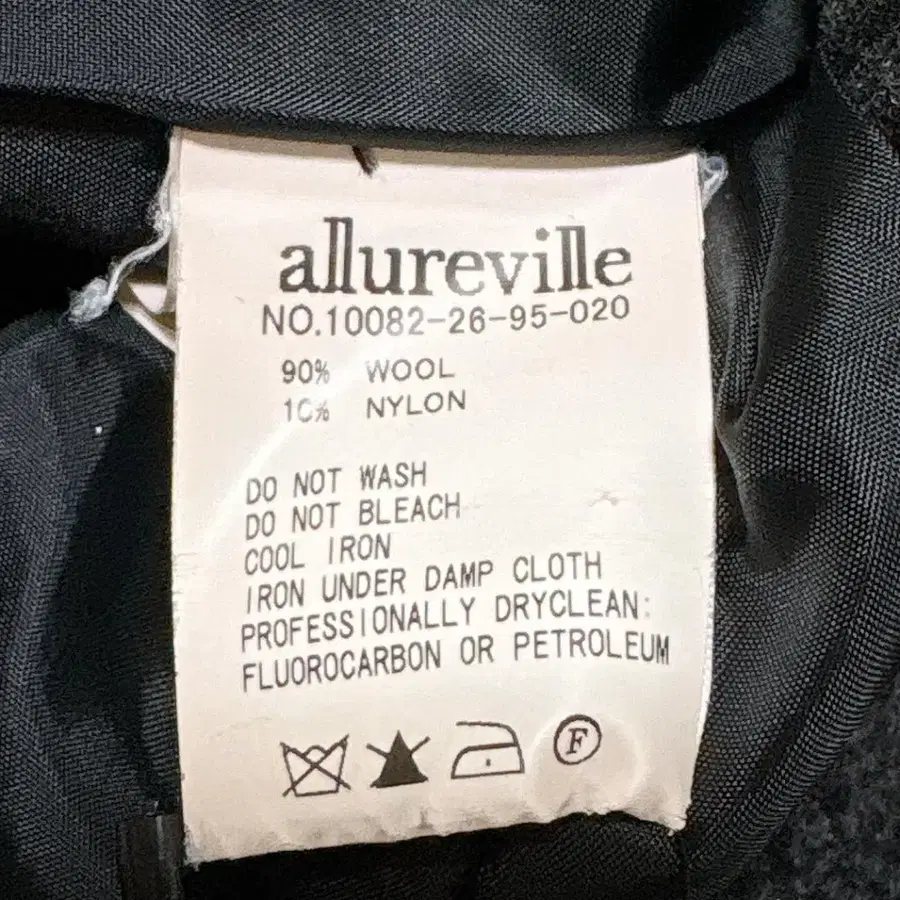 allureville
NO.10082-26-95-020
90% WOOL
10% NYLON
DO NOT WASH
DO NOT BLEACH
COOL IRON
IRON UNDER DAMP CLOTH
PROFESSIONALLY DRYCLEAN:
FLUOROCARBON OR PETROLEUM
F